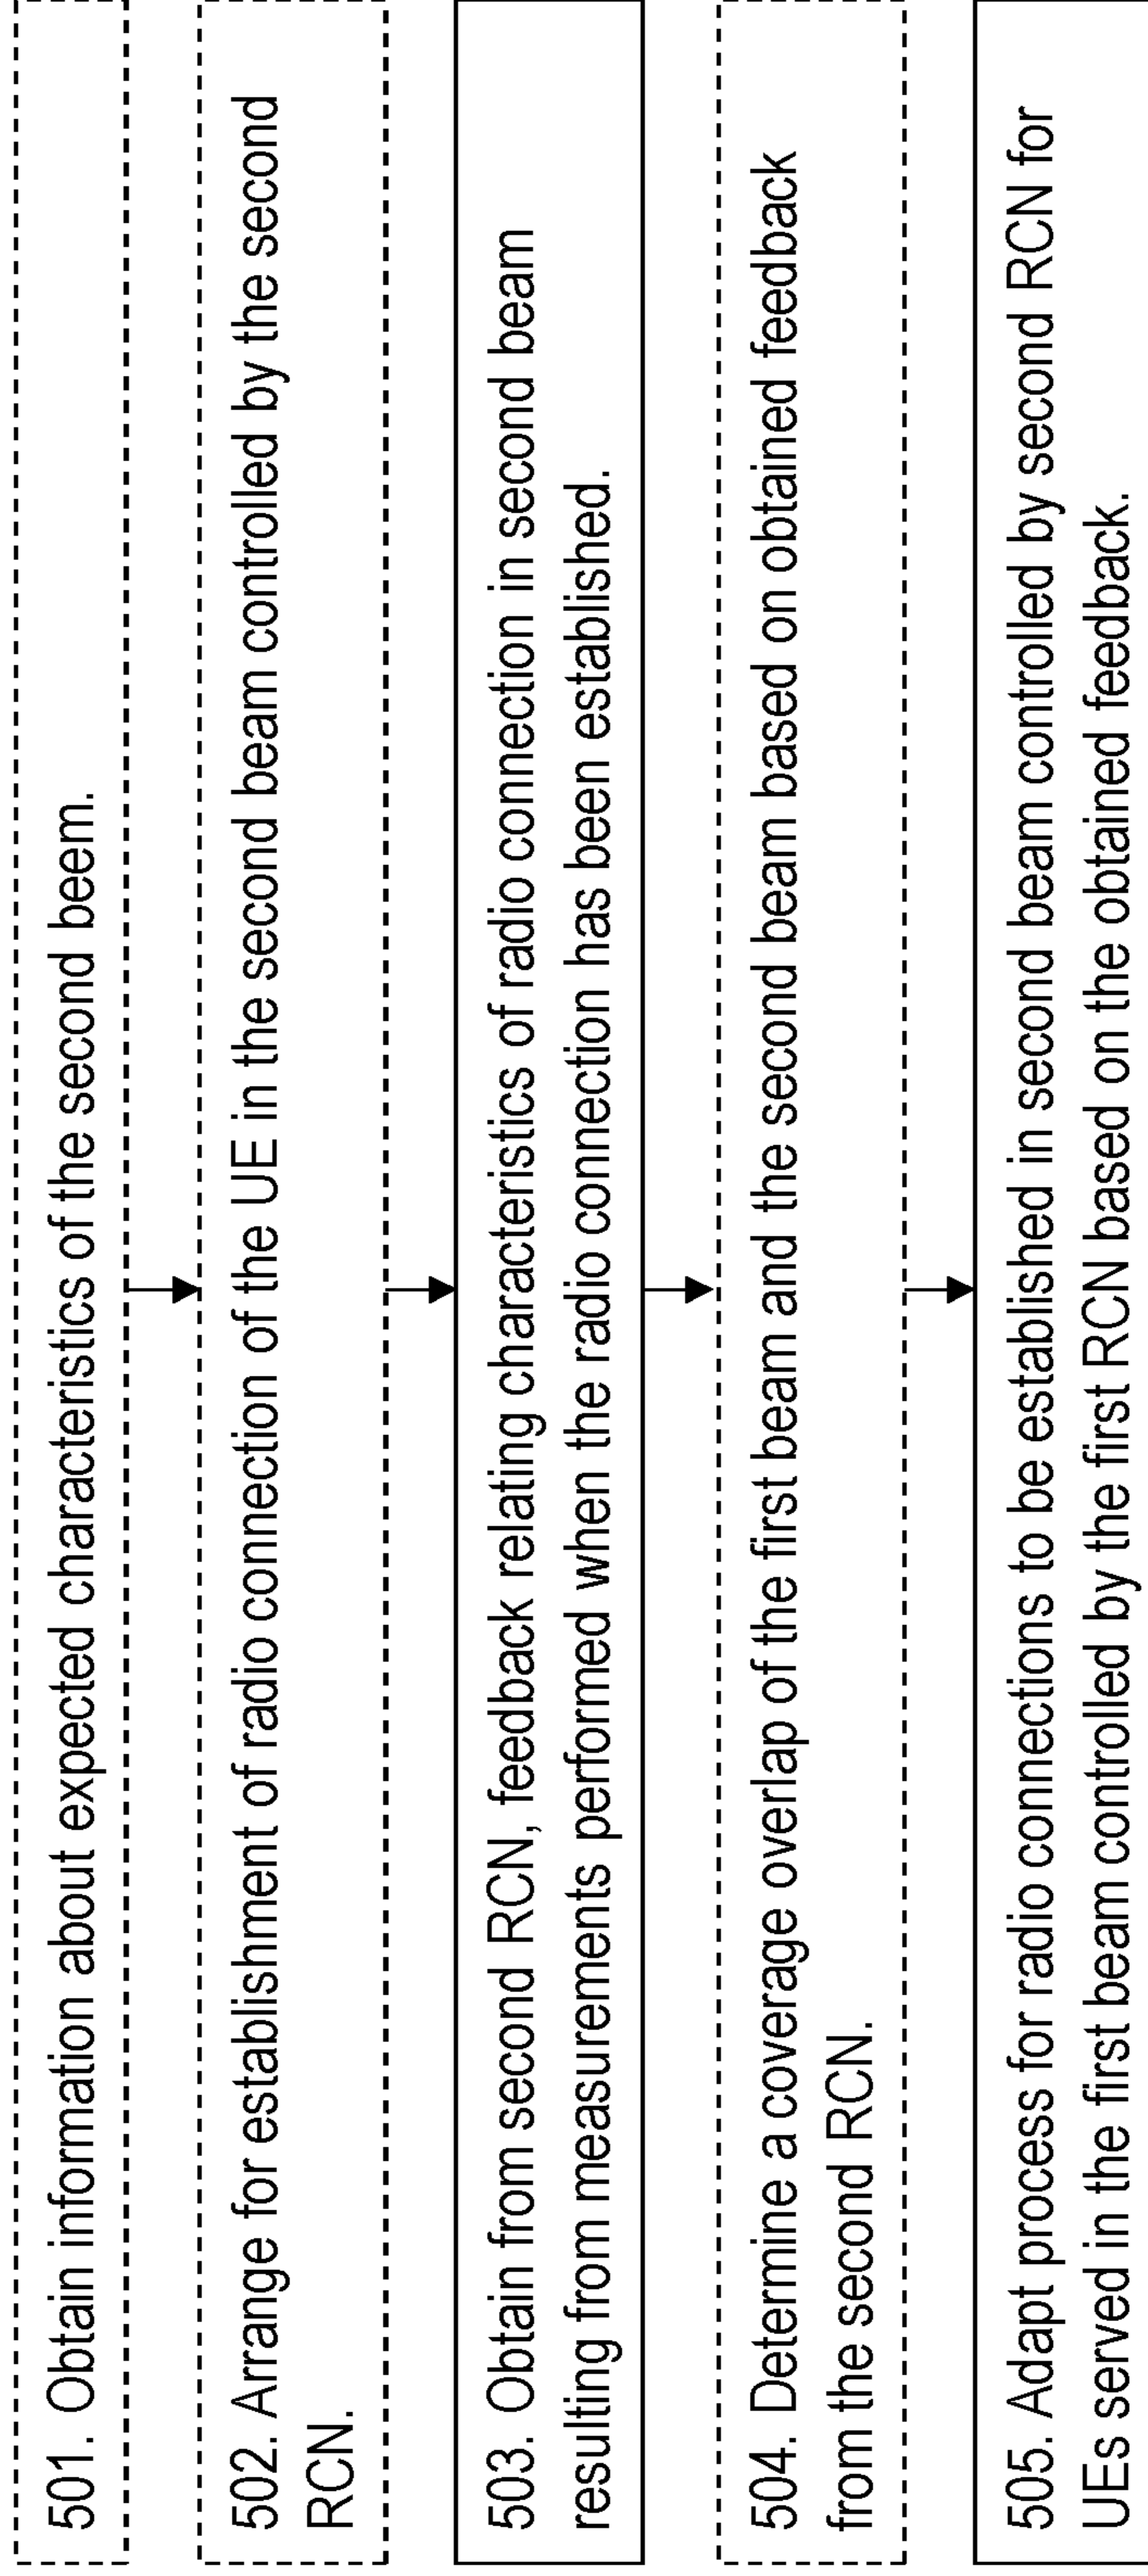 501. Obtain information about expected characteristics of the second beem.
502. Arrange for establishment of radio connection of the UE in the second beam controlled by the second
RCN.
503. Obtain from second RCN, feedback relating characteristics of radio connection in second beam
resulting from measurements performed when the radio connection has been established.
504. Determine a coverage overlap of the first beam and the second beam based on obtained feedback
from the second RCN.
505. Adapt process for radio connections to be established in second beam controlled by second RCN for
UEs served in the first beam controlled by the first RCN based on the obtained feedback.